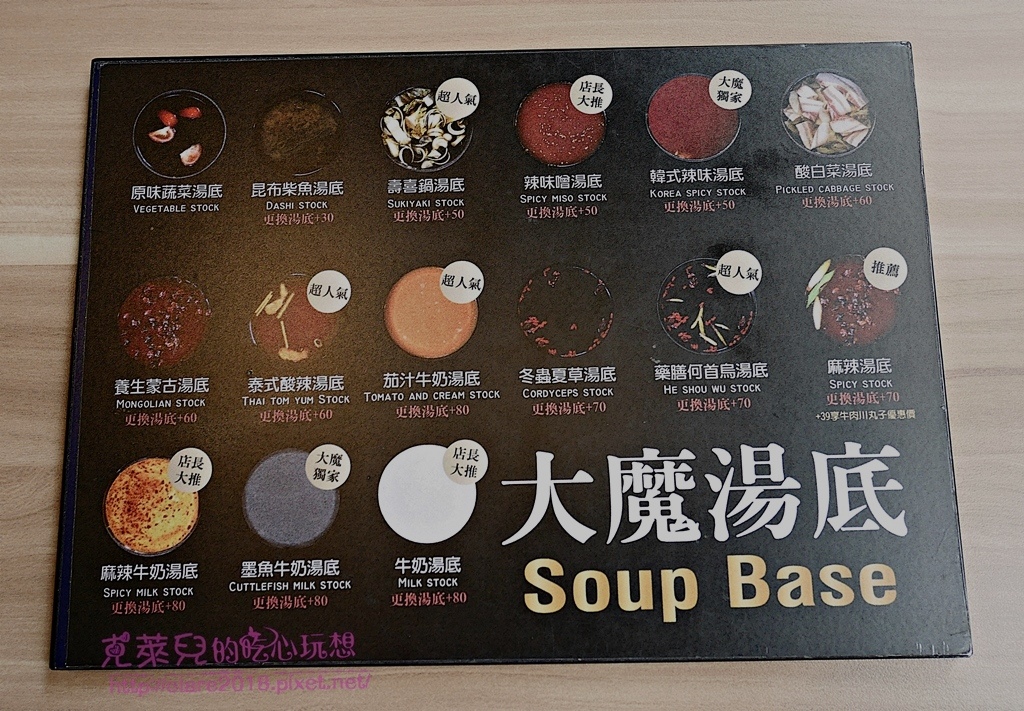 超人氣
店長
大推
大魔
獨家
原味蔬菜湯底
VEGETABLE STOCK
昆布柴魚湯底
DASHI STOCK
更換湯底+30
壽喜鍋湯底
SUKIYAKI STOCK
更換湯底+50
辣味噌湯底
SPICY MISO STOCK
更換湯底+50
韓式辣味湯底
KOREA SPICY STOCK
更換湯底+50
酸白菜湯底
PICKLED CABBAGE STOCK
更換湯底+60
超人氣
超人氣
超人氣
推薦
養生蒙古湯底
MONGOLIAN STOCK
更換湯底+60
泰式酸辣湯底
THAI TOM YUM STOCK
更換湯底+60
茄汁牛奶湯底
TOMATO AND CREAM STOCK
更換湯底+80
冬蟲夏草湯底
CORDYCEPS STOCK
更換湯底+70
藥膳何首烏湯底
HE SHOU WU STOCK
更換湯底+70
麻辣湯底
SPICY STOCK
更換湯底+70
+39享牛肉川丸子優惠價
店長
大推
大魔
獨家
店長
大推
麻辣牛奶湯底
SPICY MILK STOCK
更換湯底+80
墨魚牛奶湯底
CUTTLEFISH MILK STOCK
更換湯底+80
牛奶湯底
MILK STOCK
更換湯底+80
大魔湯底
Soup Base
克萊兒的吃心玩想